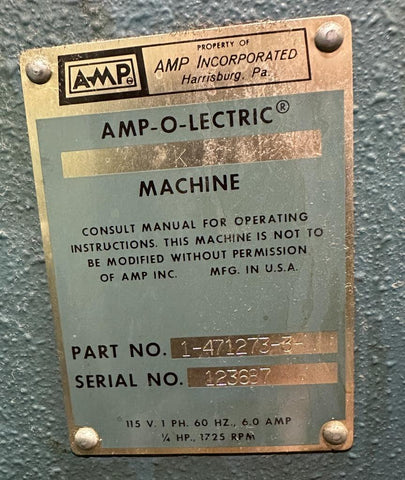 AMP
PROPERTY OF
AMP INCORPORATED
Harrisburg, Pa.
AMP-O-LECTRIC®
K
MACHINE
CONSULT MANUAL FOR OPERATING
INSTRUCTIONS. THIS MACHINE IS NOT TO
BE MODIFIED WITHOUT PERMISSION
OF AMP INC. MFG. IN U.S.A.
PART NO. 1-471273-3
SERIAL NO. 123687
115 V. 1 PH. 60 HZ., 6.0 AMP
¼ HP., 1725 RPM